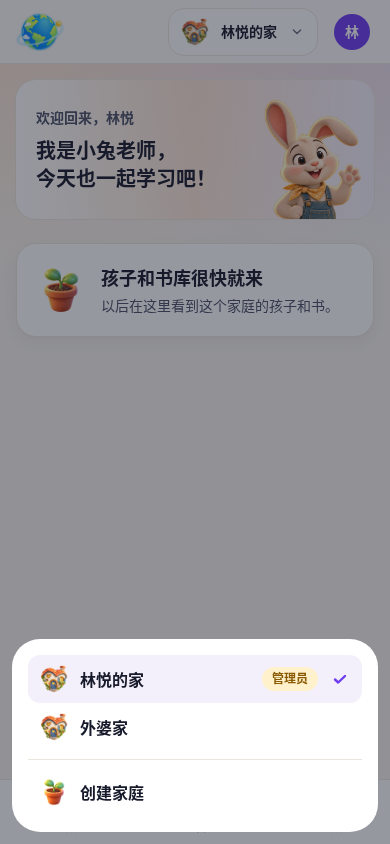 林悦的家
林
欢迎回来，林悦
我是小兔老师，
今天也一起学习吧！
孩子和书库很快就来
以后在这里看到这个家庭的孩子和书。
林悦的家 管理员
外婆家
创建家庭